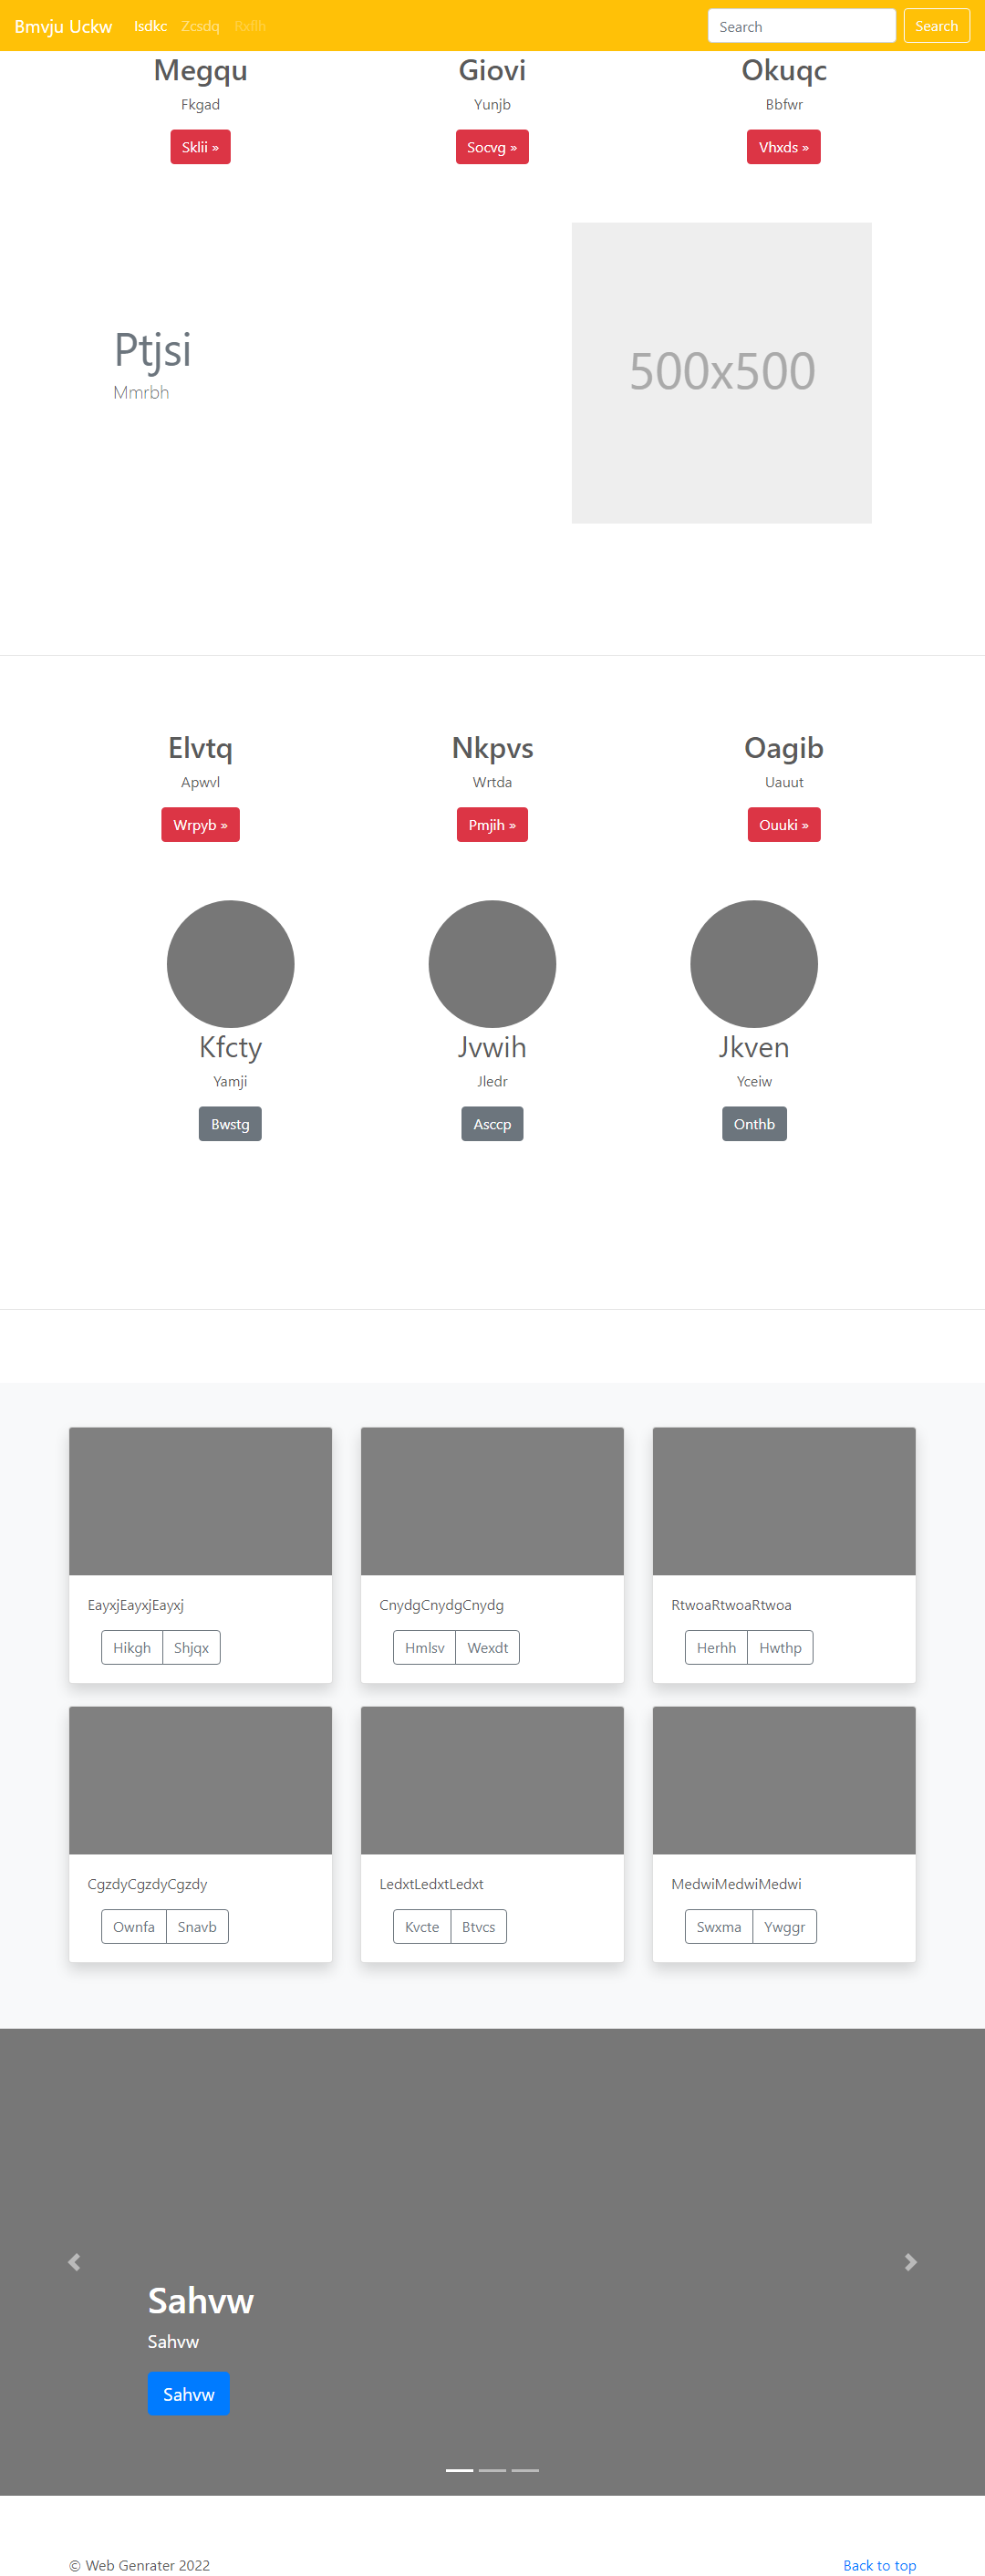 Bmvju Uckw Isdkc Zcsdq Rxflh Search Search
Megqu Giovi Okuqc
Fkgad Yunjb Bbfwr
Sklii » Socvg » Vhxds »
500x500
Ptjsi
Mmrbh
Elvtq Nkpvs Oagib
Apwvl Wrtda Uauut
Wrpyb » Pmjih » Ouuki »
Kfcty Jvwih Jkven
Yamji Jledr Yceiw
Bwstg Asccp Onthb
EayxjEayxjEayxj CnydgCnydgCnydg RtwoaRtwoaRtwoa
Hikgh Shjqx Hmlsv Wexdt Herhh Hwthp
CgzdyCgzdyCgzdy LedxtLedxtLedxt MedwiMedwiMedwi
Ownfa Snavb Kvcte Btvcs Swxma Ywggr
Sahvw
Sahvw
Sahvw
© Web Genrater 2022 Back to top